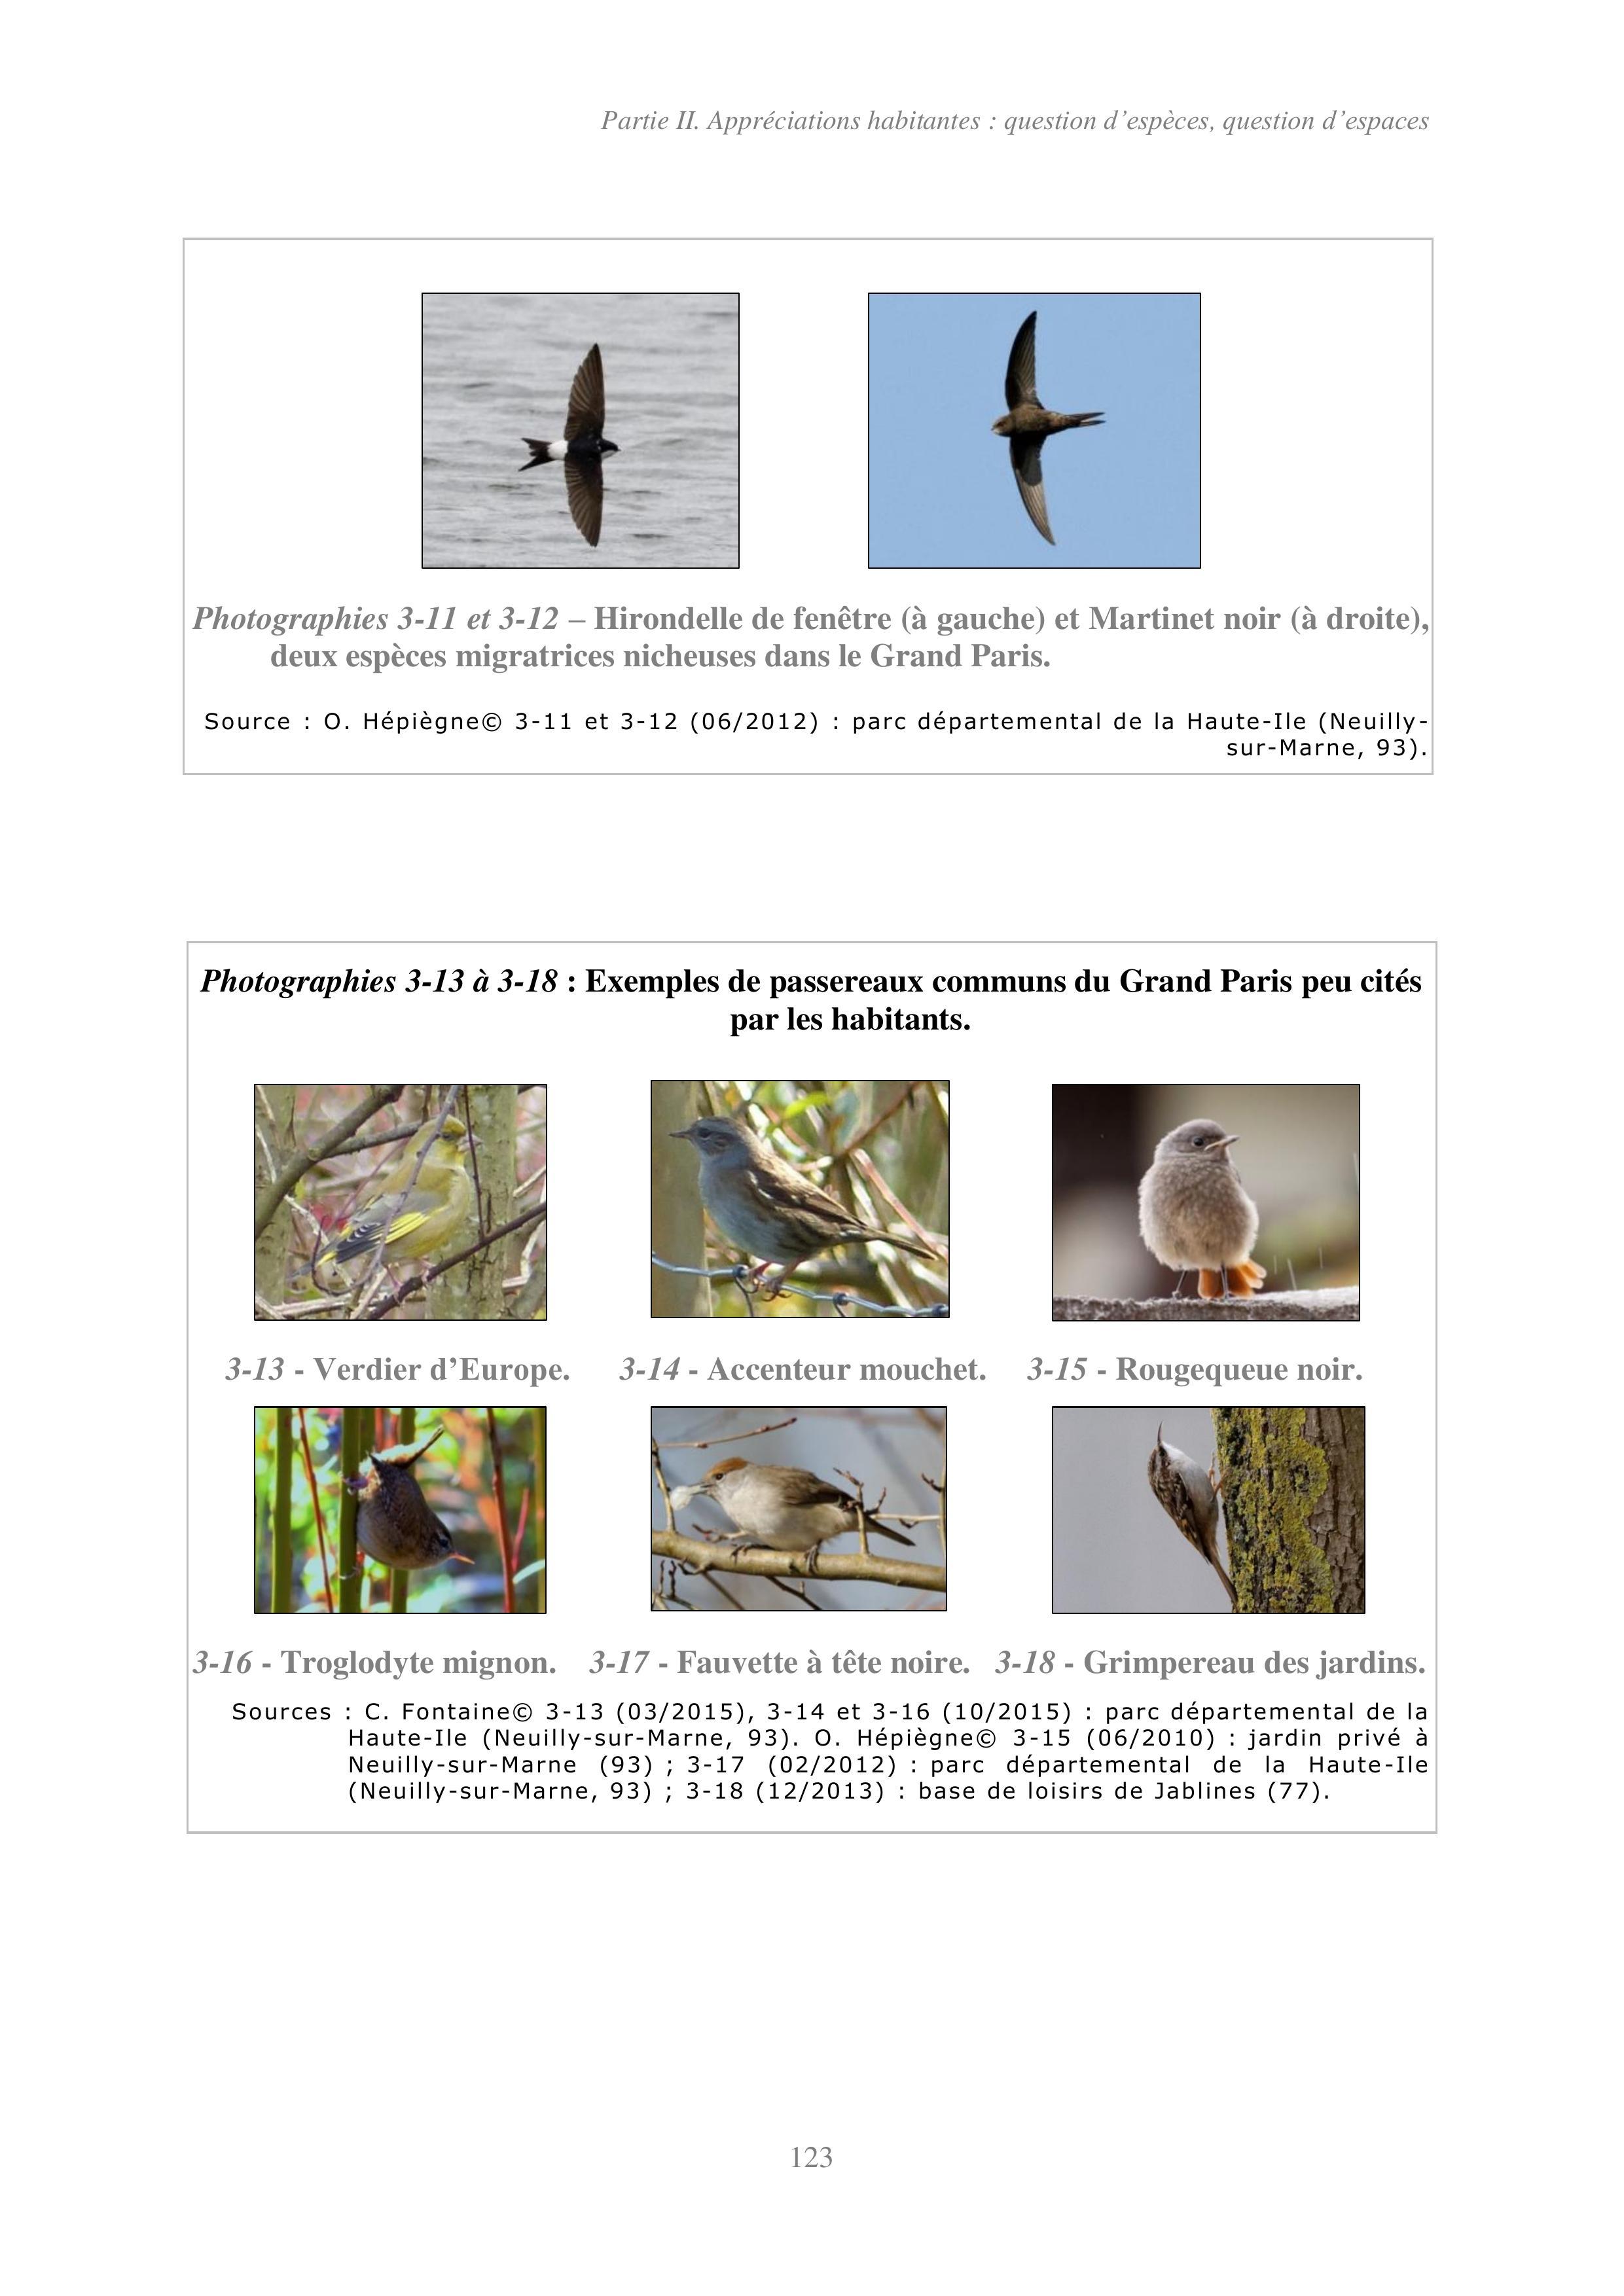 Partie II. Appréciations habitantes : question d'espèces, question d'espaces
Photographies 3-11 et 3-12 – Hirondelle de fenêtre (à gauche) et Martinet noir (à droite),
deux espèces migratrices nicheuses dans le Grand Paris.
Source : O. Hépiègne© 3-11 et 3-12 (06/2012) : parc départemental de la Haute-Ile (Neuilly-
sur-Marne, 93).
Photographies 3-13 à 3-18 : Exemples de passereaux communs du Grand Paris peu cités
par les habitants.
3-13 - Verdier d'Europe. 3-14 - Accenteur mouchet. 3-15 - Rougequeue noir.
3-16 - Troglodyte mignon. 3-17 - Fauvette à tête noire. 3-18 - Grimpereau des jardins.
Sources : C. Fontaine© 3-13 (03/2015), 3-14 et 3-16 (10/2015) : parc départemental de la
Haute-Ile (Neuilly-sur-Marne, 93). O. Hépiègne© 3-15 (06/2010) : jardin privé à
Neuilly-sur-Marne (93) ; 3-17 (02/2012) : parc départemental de la Haute-Ile
(Neuilly-sur-Marne, 93) ; 3-18 (12/2013) : base de loisirs de Jablines (77).
123